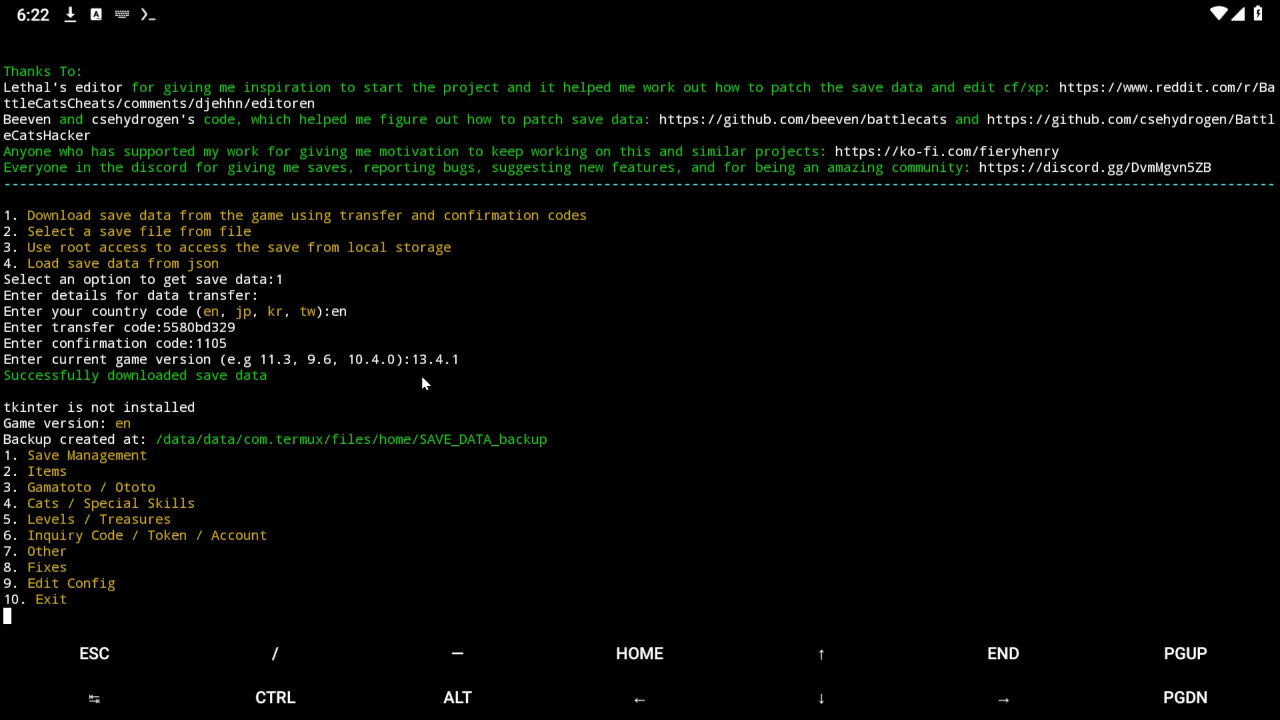 6:22
Thanks To:
Lethal's editor for giving me inspiration to start the project and it helped me work out how to patch the save data and edit cf/xp: https://www.reddit.com/r/Ba
ttleCatsCheats/comments/djehhn/editoren
Beeven and csehydrogen's code, which helped me figure out how to patch save data: https://github.com/beeven/battlecats and https://github.com/csehydrogen/Battl
eCatsHacker
Anyone who has supported my work for giving me motivation to keep working on this and similar projects: https://ko-fi.com/fieryhenry
Everyone in the discord for giving me saves, reporting bugs, suggesting new features, and for being an amazing community: https://discord.gg/DvmMgvn5ZB
---------------------------------------------------------------------------------------------------------------------------------------------------------------
1. Download save data from the game using transfer and confirmation codes
2. Select a save file from file
3. Use root access to access the save from local storage
4. Load save data from json
Select an option to get save data:1
Enter details for data transfer:
Enter your country code (en, jp, kr, tw):en
Enter transfer code:5580bd329
Enter confirmation code:1105
Enter current game version (e.g 11.3, 9.6, 10.4.0):13.4.1
Successfully downloaded save data
tkinter is not installed
Game version: en
Backup created at: /data/data/com.termux/files/home/SAVE_DATA_backup
1. Save Management
2. Items
3. Gamatoto / Ototo
4. Cats / Special Skills
5. Levels / Treasures
6. Inquiry Code / Token / Account
7. Other
8. Fixes
9. Edit Config
10. Exit
ESC / — HOME ↑ END PGUP
↹ CTRL ALT ← ↓ → PGDN